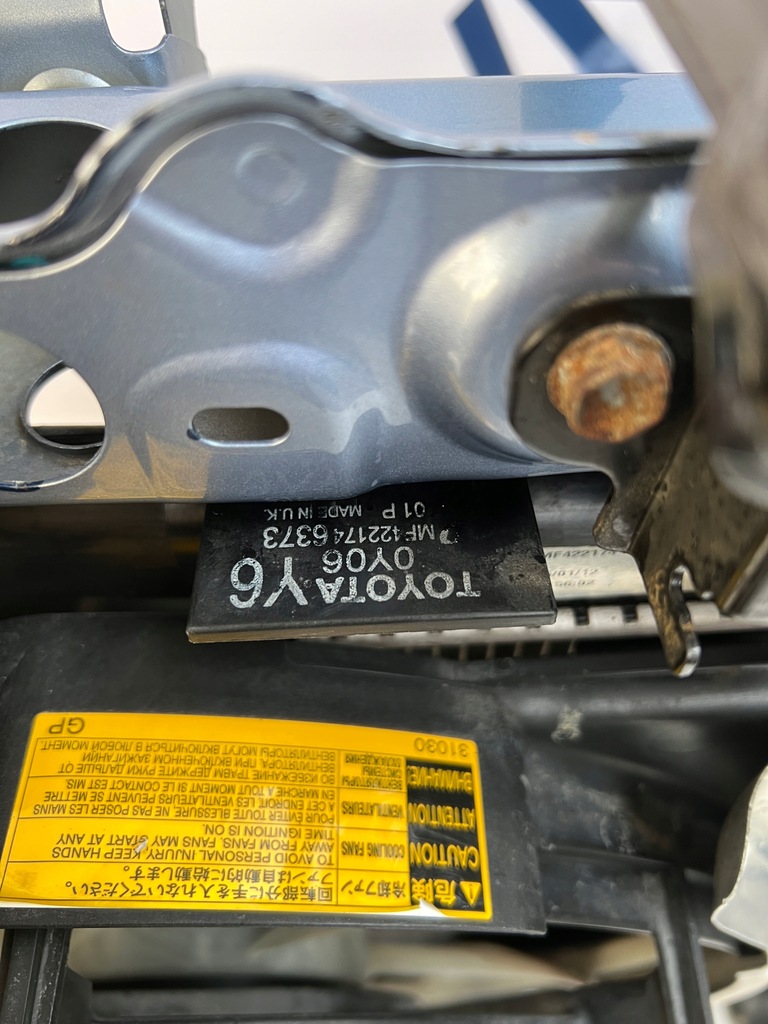 危険 冷却ファン 回転部分に手を入れないでください。
ファンは自動的に始動します。
CAUTION COOLING FANS TO AVOID PERSONAL INJURY, KEEP HANDS
AWAY FROM FANS. FANS MAY START AT ANY
TIME IGNITION IS ON.
ATTENTION VENTILATEURS POUR EVITER TOUTE BLESSURE, NE PAS POSER LES MAINS
A CET ENDROIT. LES VENTILATEURS PEUVENT SE METTRE
EN MARCHE A TOUT MOMENT SI LE CONTACT EST MIS.
ВНИМАНИЕ! ВЕНТИЛЯТОРЫ СИСТЕМЫ ОХЛАЖДЕНИЯ ВО ИЗБЕЖАНИЕ ТРАВМ ДЕРЖИТЕ РУКИ ДАЛЬШЕ ОТ
ВЕНТИЛЯТОРА. ПРИ ВКЛЮЧЕННОМ ЗАЖИГАНИИ
ВЕНТИЛЯТОРЫ МОГУТ ВКЛЮЧИТЬСЯ В ЛЮБОЙ МОМЕНТ.
31030 GP
TOYOTA Y6
0Y06
MF422174 6373
01 P MADE IN U.K.
MF422174
/01/12